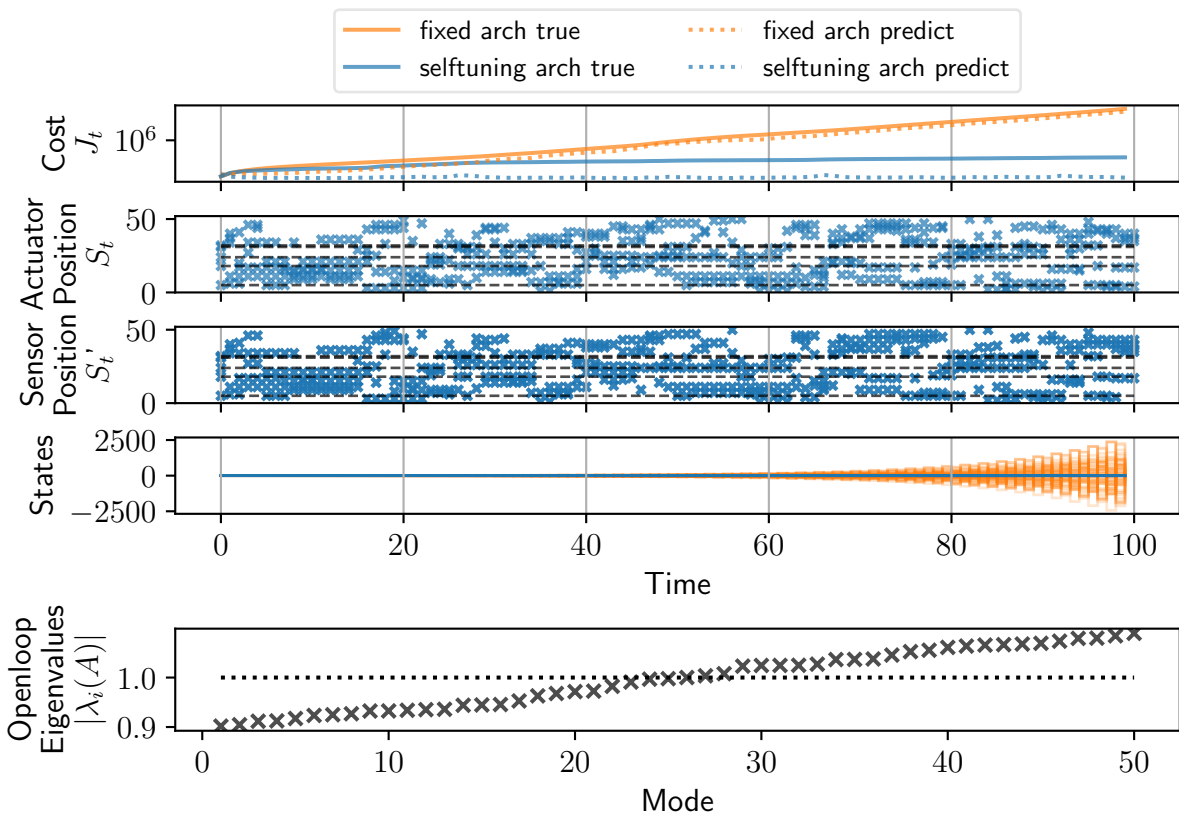 fixed arch true
fixed arch predict
selftuning arch true
selftuning arch predict
Cost
J_t
10^6
Actuator
Position
S_t
50
0
Sensor
Position
S_t'
50
0
States
2500
0
−2500
0 20 40 60 80 100
Time
Openloop
Eigenvalues
|λ_i(A)|
1.0
0.9
0 10 20 30 40 50
Mode